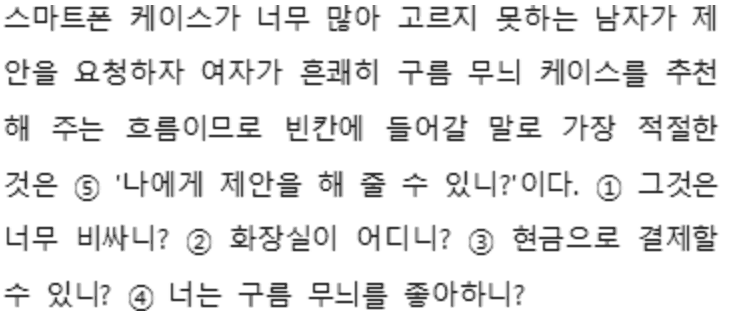 스마트폰 케이스가 너무 많아 고르지 못하는 남자가 제
안을 요청하자 여자가 흔쾌히 구름 무늬 케이스를 추천
해 주는 흐름이므로 빈칸에 들어갈 말로 가장 적절한
것은 ⑤ '나에게 제안을 해 줄 수 있니?'이다. ① 그것은
너무 비싸니? ② 화장실이 어디니? ③ 현금으로 결제할
수 있니? ④ 너는 구름 무늬를 좋아하니?